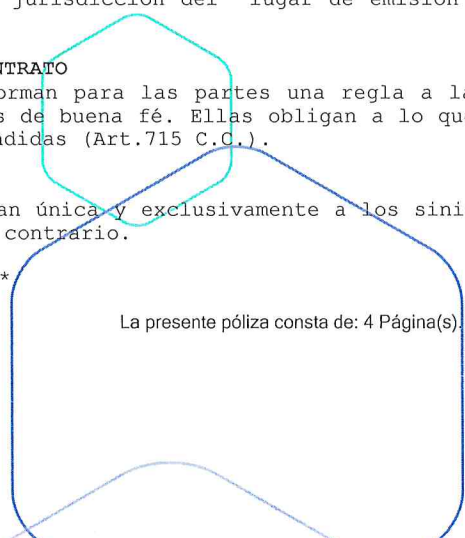 jurisdicción del lugar de emisión
NTRATO
orman para las partes una regla a la
s de buena fé. Ellas obligan a lo que
ndidas (Art.715 C.C.).
an única y exclusivamente a los sini
contrario.
*
La presente póliza consta de: 4 Página(s).